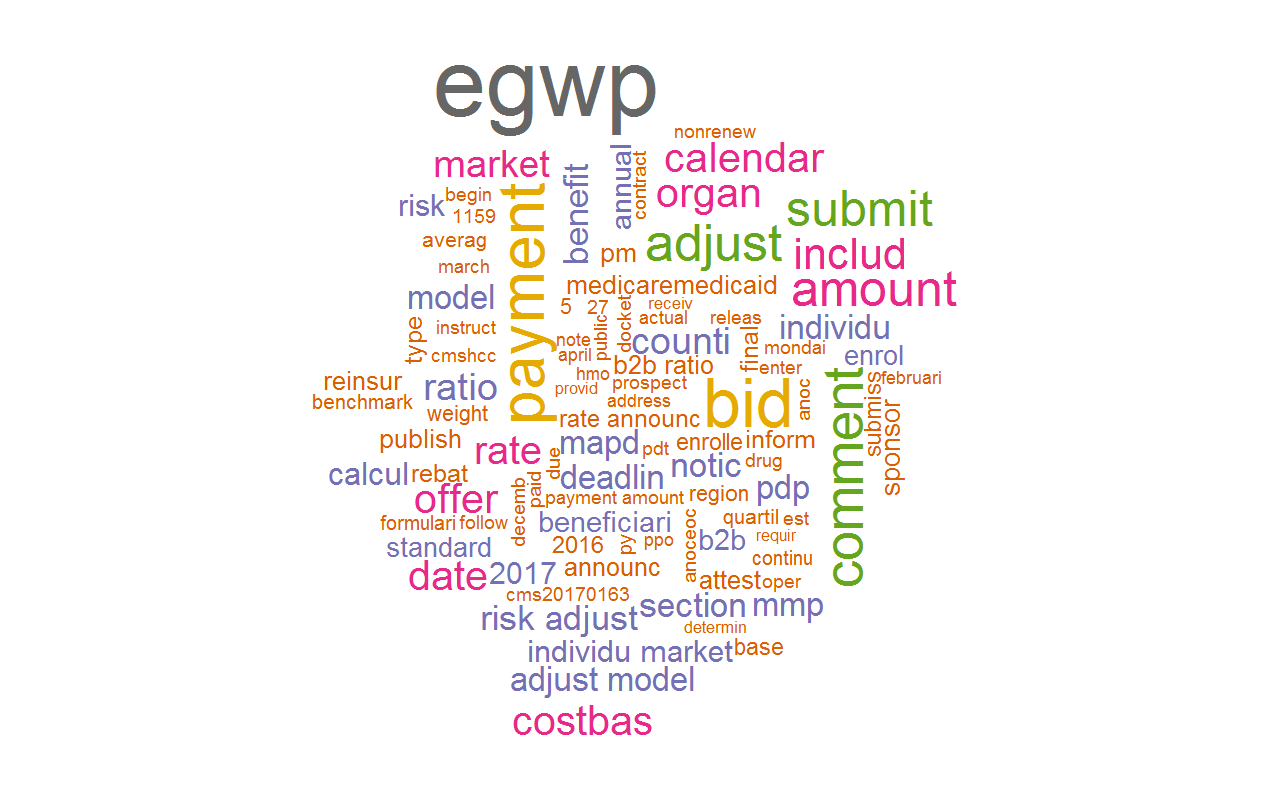 egwp
nonrenew
market
calendar
benefit
annual
contract
organ
risk
begin
1159
payment
submit
averag
adjust
pm
includ
march
model
medicaremedicaid
amount
5
27
docket
receiv
actual
releas
individu
type
instruct
note
public
counti
final
mondai
enrol
cmshcc
april
b2b ratio
enter
hmo
reinsur
ratio
provid
prospect
bid
anoc
comment
submiss
februari
benchmark
weight
address
rate announc
sponsor
publish
rate
mapd
pdt
enrolle
inform
calcul
rebat
due
deadlin
notic
drug
offer
decemb
paid
payment amount
region
pdp
formulari
follow
beneficiari
anoceoc
quartil
est
standard
2016
py
ppo
b2b
requir
continu
date
2017
announc
attest
oper
cms20170163
risk adjust
section
mmp
determin
individu market
base
adjust model
costbas